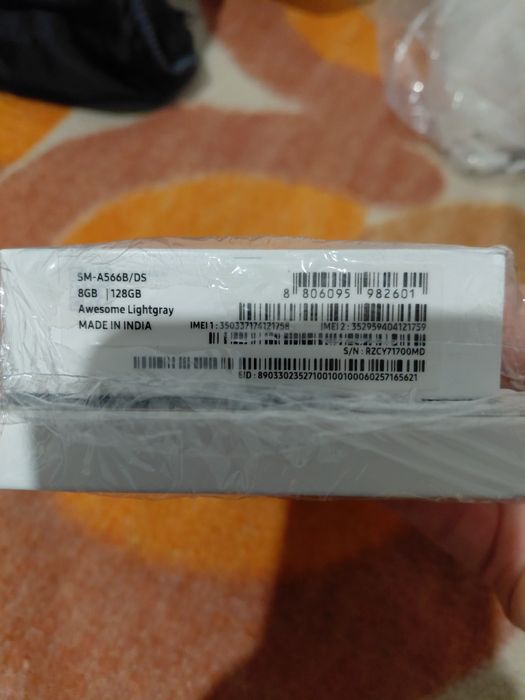 SM-A566B/DS
8GB | 128GB
Awesome Lightgray
MADE IN INDIA
8 806095 982601
IMEI 1 : 350337174121758 IMEI 2 : 352959404121759
S/N : RZCY71700MD
EID : 89033023527100100100060257165621